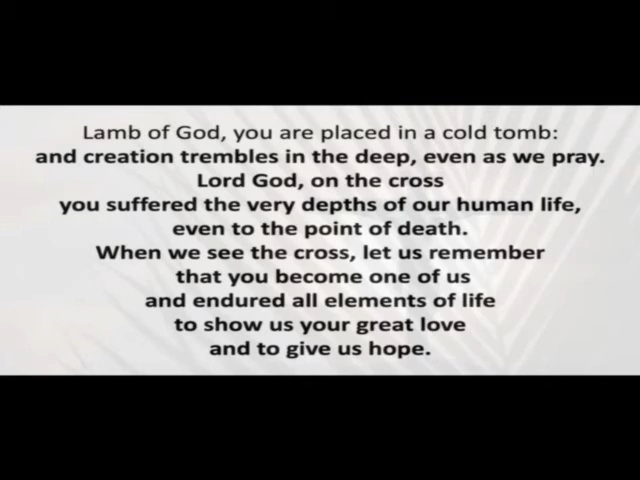 Lamb of God, you are placed in a cold tomb:
and creation trembles in the deep, even as we pray.
Lord God, on the cross
you suffered the very depths of our human life,
even to the point of death.
When we see the cross, let us remember
that you become one of us
and endured all elements of life
to show us your great love
and to give us hope.